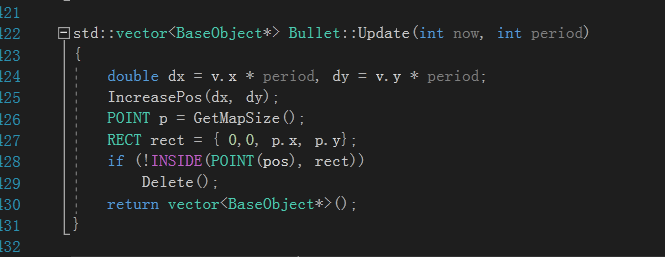 421
422 std::vector<BaseObject*> Bullet::Update(int now, int period)
423 {
424 double dx = v.x * period, dy = v.y * period;
425 IncreasePos(dx, dy);
426 POINT p = GetMapSize();
427 RECT rect = { 0,0, p.x, p.y};
428 if (!INSIDE(POINT(pos), rect))
429 Delete();
430 return vector<BaseObject*>();
431 }
432